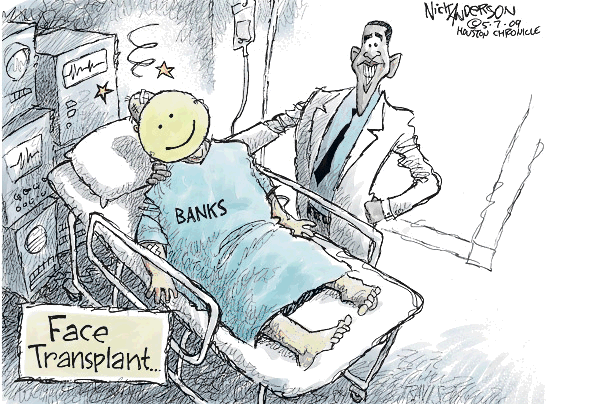 Nick Anderson
©5.7.09
Houston Chronicle
BANKS
Face
Transplant...